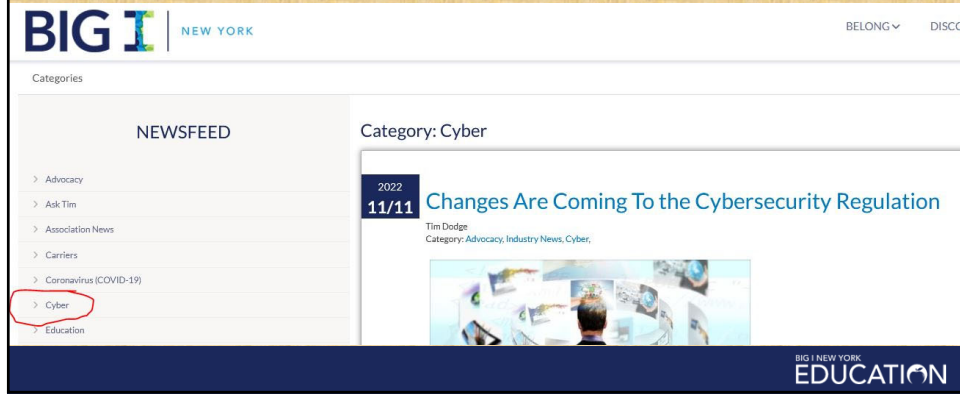 BIG I NEW YORK
BELONG DISCO
Categories
NEWSFEED
Advocacy
Ask Tim
Association News
Carriers
Coronavirus (COVID-19)
Cyber
Education
Category: Cyber
2022
11/11
Changes Are Coming To the Cybersecurity Regulation
Tim Dodge
Category: Advocacy, Industry News, Cyber,
BIG I NEW YORK
EDUCATION